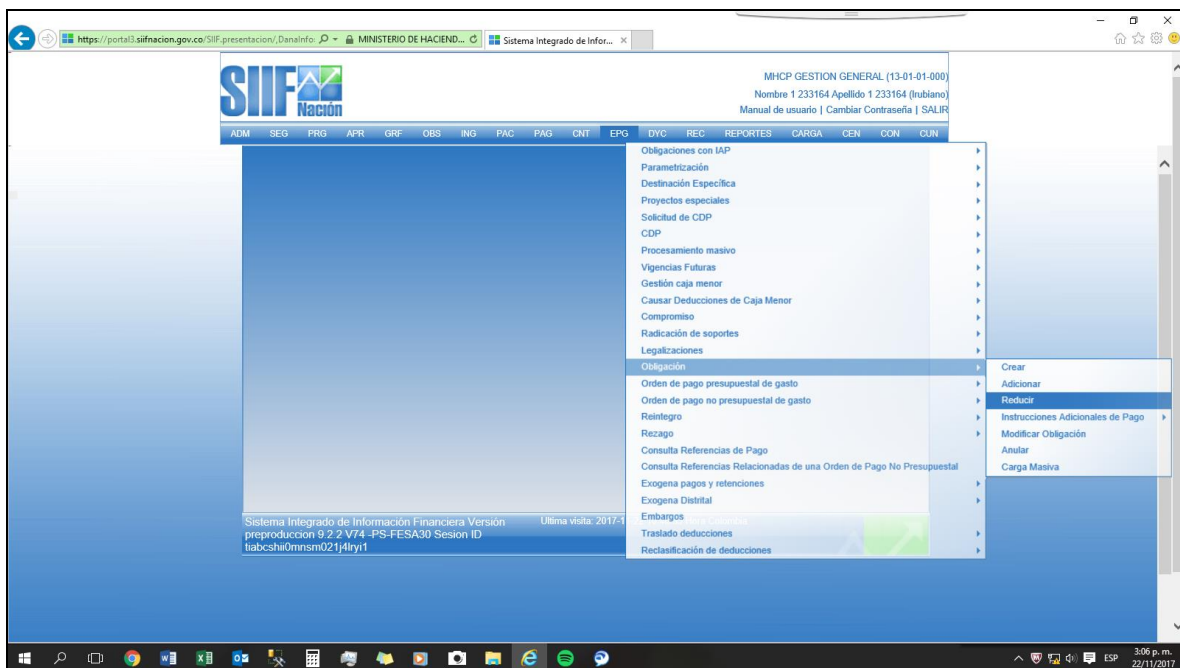 https://portal3.siifnacion.gov.co/SIIF.presentacion/,DanaInfo:
MINISTERIO DE HACIEND...
Sistema Integrado de Infor...
SIIF
Nación
MHCP GESTION GENERAL (13-01-01-000)
Nombre 1 233164 Apellido 1 233164 (lrubiano)
Manual de usuario | Cambiar Contraseña | SALIR
ADM SEG PRG APR GRF OBS ING PAC PAG CNT EPG DYC REC REPORTES CARGA CEN CON CUN
Obligaciones con IAP
Parametrización
Destinación Específica
Proyectos especiales
Solicitud de CDP
CDP
Procesamiento masivo
Vigencias Futuras
Gestión caja menor
Causar Deducciones de Caja Menor
Compromiso
Radicación de soportes
Legalizaciones
Obligación
Orden de pago presupuestal de gasto
Orden de pago no presupuestal de gasto
Reintegro
Rezago
Consulta Referencias de Pago
Consulta Referencias Relacionadas de una Orden de Pago No Presupuestal
Exogena pagos y retenciones
Exogena Distrital
Embargos
Traslado deducciones
Reclasificación de deducciones
Crear
Adicionar
Reducir
Instrucciones Adicionales de Pago
Modificar Obligación
Anular
Carga Masiva
Sistema Integrado de Información Financiera Versión
preproduccion 9.2.2 V74 -PS-FESA30 Sesion ID
Ultima visita: 2017-1
ESP
3:06 p. m.
22/11/2017